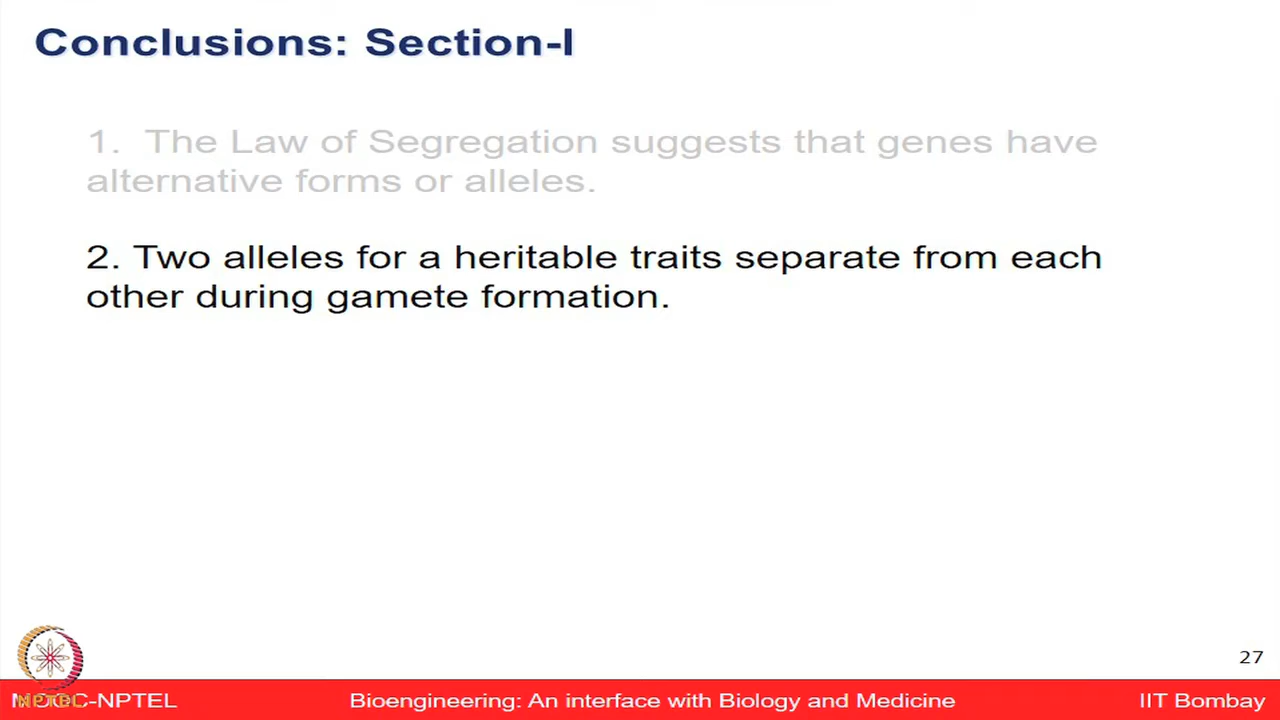 Conclusions: Section-I
1. The Law of Segregation suggests that genes have
alternative forms or alleles.
2. Two alleles for a heritable traits separate from each
other during gamete formation.
27
MOOC-NPTEL
Bioengineering: An interface with Biology and Medicine
IIT Bombay
NPTEL